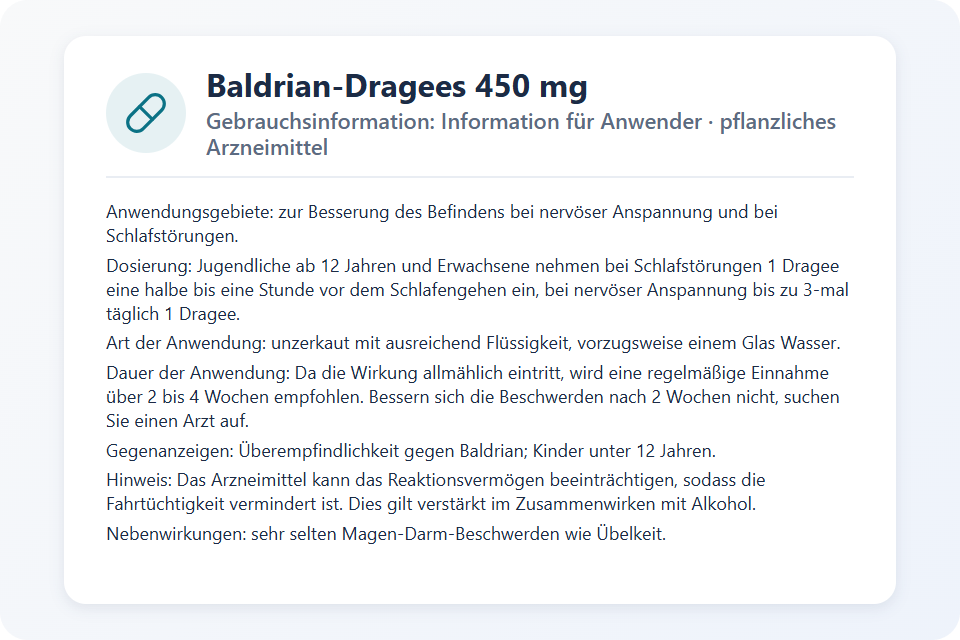 Baldrian-Dragees 450 mg
Gebrauchsinformation: Information für Anwender · pflanzliches
Arzneimittel
Anwendungsgebiete: zur Besserung des Befindens bei nervöser Anspannung und bei
Schlafstörungen.
Dosierung: Jugendliche ab 12 Jahren und Erwachsene nehmen bei Schlafstörungen 1 Dragee
eine halbe bis eine Stunde vor dem Schlafengehen ein, bei nervöser Anspannung bis zu 3-mal
täglich 1 Dragee.
Art der Anwendung: unzerkaut mit ausreichend Flüssigkeit, vorzugsweise einem Glas Wasser.
Dauer der Anwendung: Da die Wirkung allmählich eintritt, wird eine regelmäßige Einnahme
über 2 bis 4 Wochen empfohlen. Bessern sich die Beschwerden nach 2 Wochen nicht, suchen
Sie einen Arzt auf.
Gegenanzeigen: Überempfindlichkeit gegen Baldrian; Kinder unter 12 Jahren.
Hinweis: Das Arzneimittel kann das Reaktionsvermögen beeinträchtigen, sodass die
Fahrtüchtigkeit vermindert ist. Dies gilt verstärkt im Zusammenwirken mit Alkohol.
Nebenwirkungen: sehr selten Magen-Darm-Beschwerden wie Übelkeit.